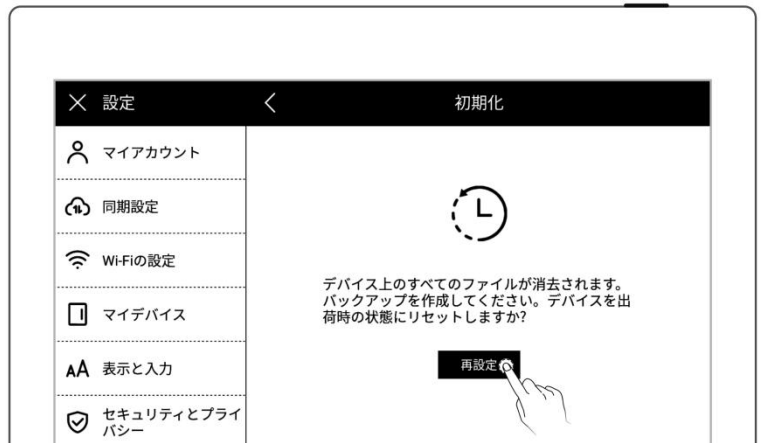 設定
初期化
マイアカウント
同期設定
Wi-Fiの設定
マイデバイス
AA 表示と入力
セキュリティとプライ
バシー
デバイス上のすべてのファイルが消去されます。
バックアップを作成してください。デバイスを出
荷時の状態にリセットしますか?
再設定